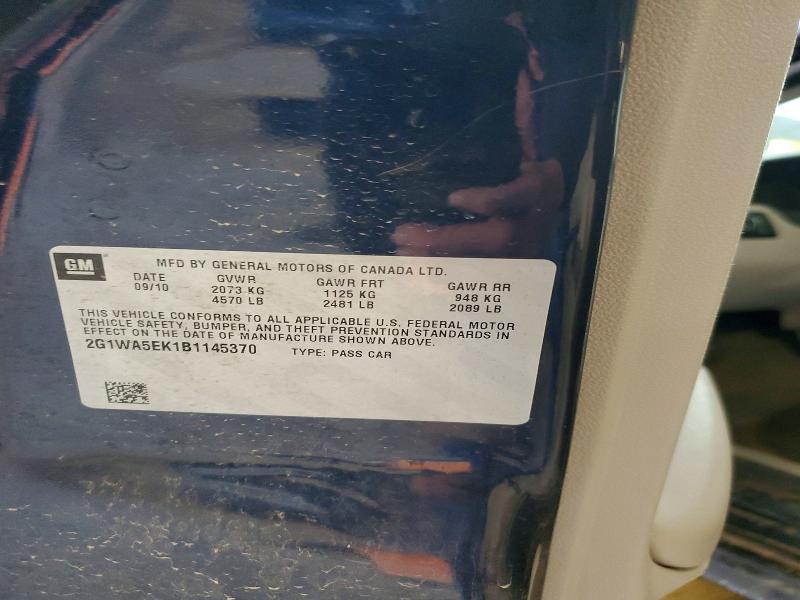 GM
MFD BY GENERAL MOTORS OF CANADA LTD.
DATE GVWR GAWR FRT GAWR RR
09/10 2073 KG 1125 KG 948 KG
4570 LB 2481 LB 2089 LB
THIS VEHICLE CONFORMS TO ALL APPLICABLE U.S. FEDERAL MOTOR
VEHICLE SAFETY, BUMPER, AND THEFT PREVENTION STANDARDS IN
EFFECT ON THE DATE OF MANUFACTURE SHOWN ABOVE.
2G1WA5EK1B1145370 TYPE: PASS CAR